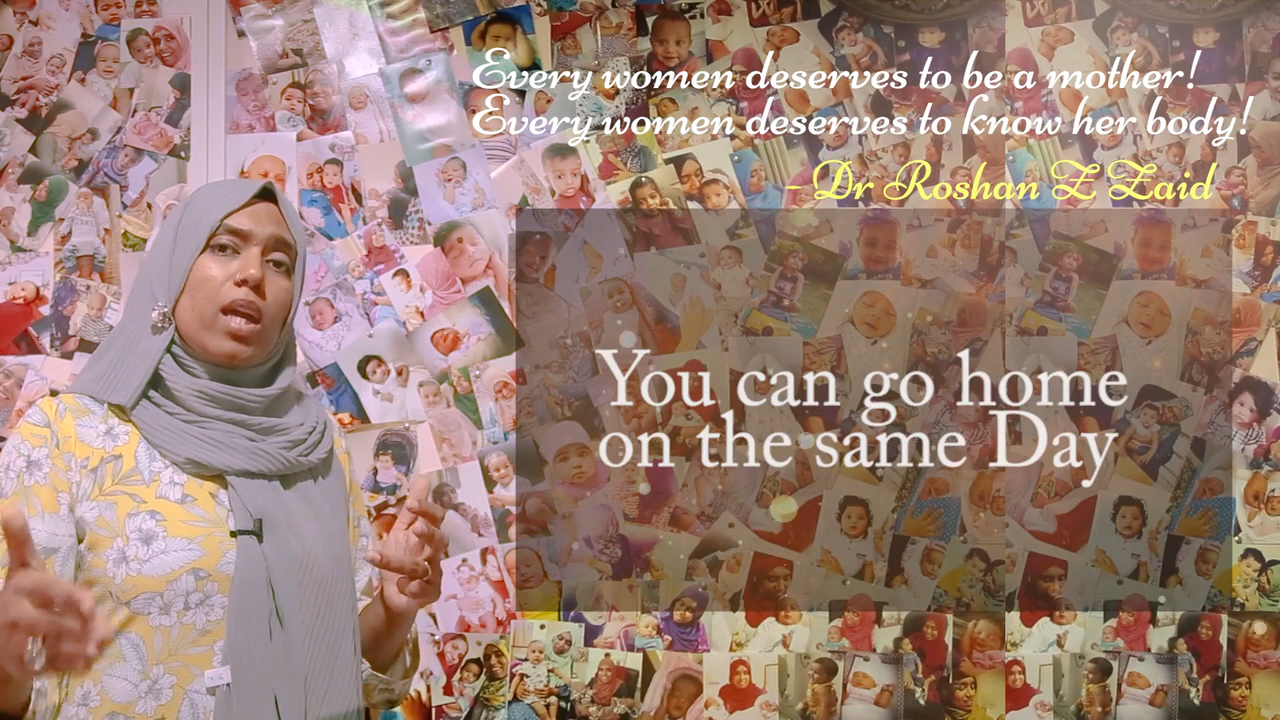 Every women deserves to be a mother!
Every women deserves to know her body!
- Dr Roshan Z Zaid
You can go home
on the same Day